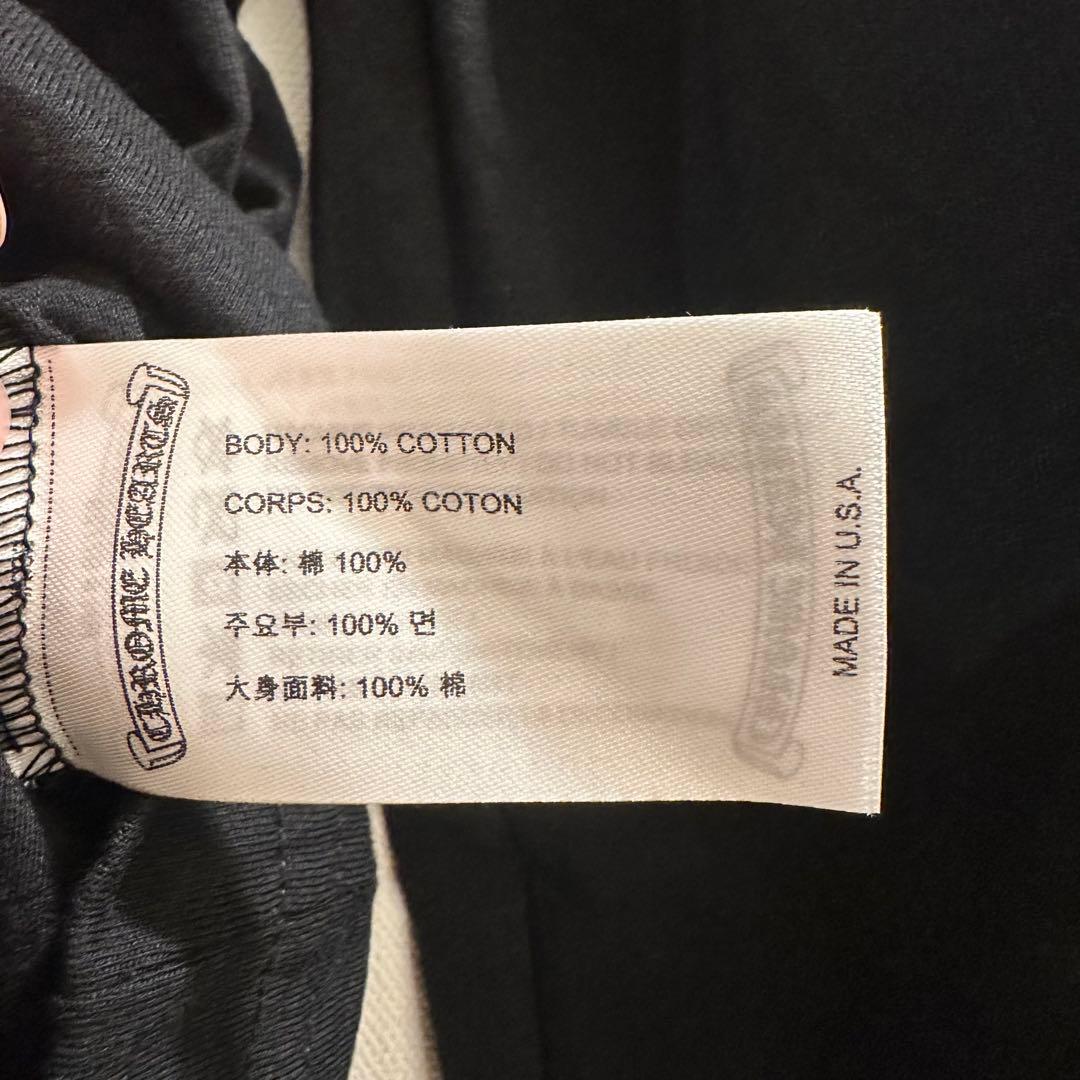 CHROME HEARTS
BODY: 100% COTTON
CORPS: 100% COTON
本体: 棉 100%
주요부: 100% 면
大身面料: 100% 棉
MADE IN U.S.A.